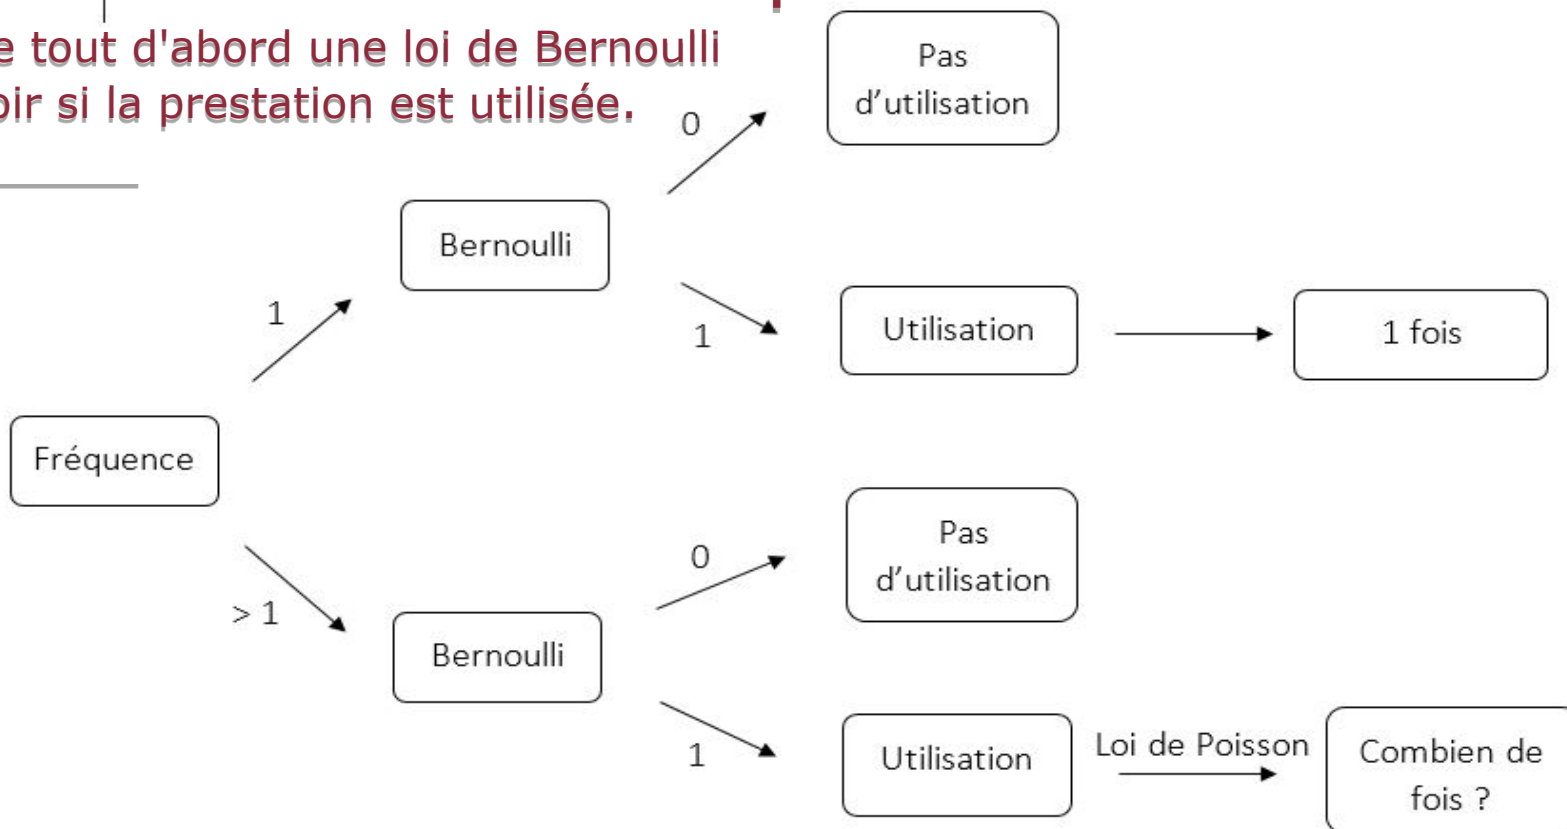 e tout d'abord une loi de Bernoulli
oir si la prestation est utilisée.
Pas
d'utilisation
0
Bernoulli
1
1
Utilisation
1 fois
Fréquence
> 1
0
Pas
d'utilisation
Bernoulli
1
Utilisation
Loi de Poisson
Combien de
fois ?